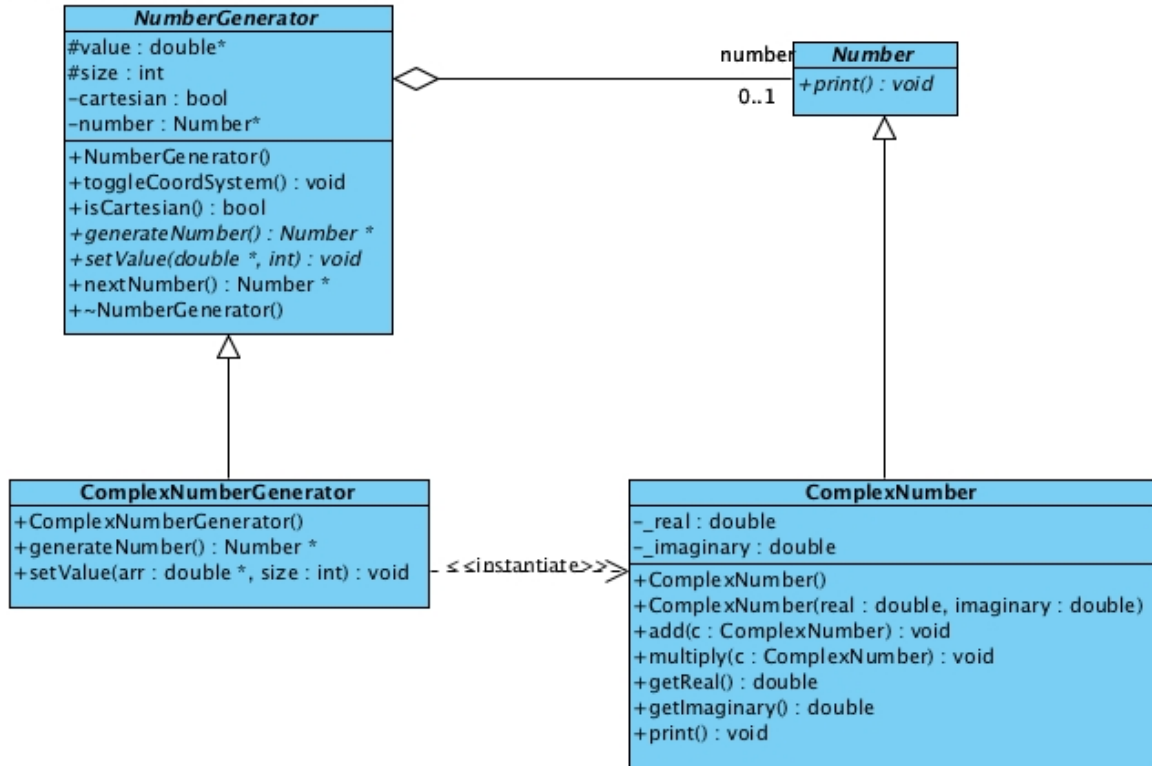 NumberGenerator
#value : double*
#size : int
-cartesian : bool
-number : Number*
+NumberGenerator()
+toggleCoordSystem() : void
+isCartesian() : bool
+generateNumber() : Number *
+setValue(double *, int) : void
+nextNumber() : Number *
+~NumberGenerator()
number
0..1
Number
+print() : void
ComplexNumberGenerator
+ComplexNumberGenerator()
+generateNumber() : Number *
+setValue(arr : double *, size : int) : void
<<instantiate>>
ComplexNumber
-_real : double
-_imaginary : double
+ComplexNumber()
+ComplexNumber(real : double, imaginary : double)
+add(c : ComplexNumber) : void
+multiply(c : ComplexNumber) : void
+getReal() : double
+getImaginary() : double
+print() : void